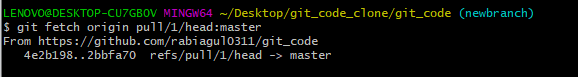 LENOVO@DESKTOP-CU7GBOV MINGW64 ~/Desktop/git_code_clone/git_code (newbranch)
$ git fetch origin pull/1/head:master
From https://github.com/rabiagul0311/git_code
   4e2b198..2bbfa70  refs/pull/1/head -> master